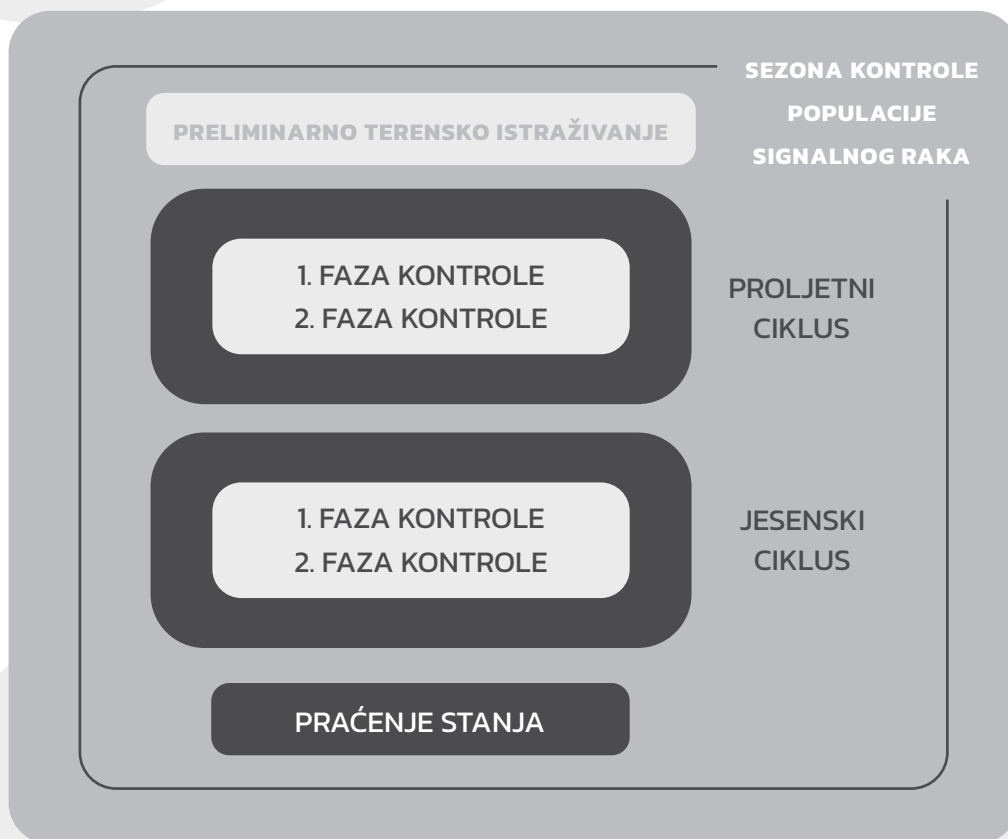 SEZONA KONTROLE
POPULACIJE
SIGNALNOG RAKA
PRELIMINARNO TERENSKO ISTRAŽIVANJE
1. FAZA KONTROLE
2. FAZA KONTROLE
PROLJETNI
CIKLUS
1. FAZA KONTROLE
2. FAZA KONTROLE
JESENSKI
CIKLUS
PRAĆENJE STANJA